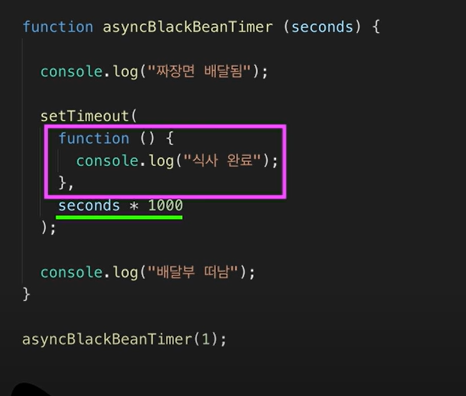 function asyncBlackBeanTimer (seconds) {
console.log("짜장면 배달됨");
setTimeout(
function () {
console.log("식사 완료");
},
seconds * 1000
);
console.log("배달부 떠남");
}
asyncBlackBeanTimer(1);